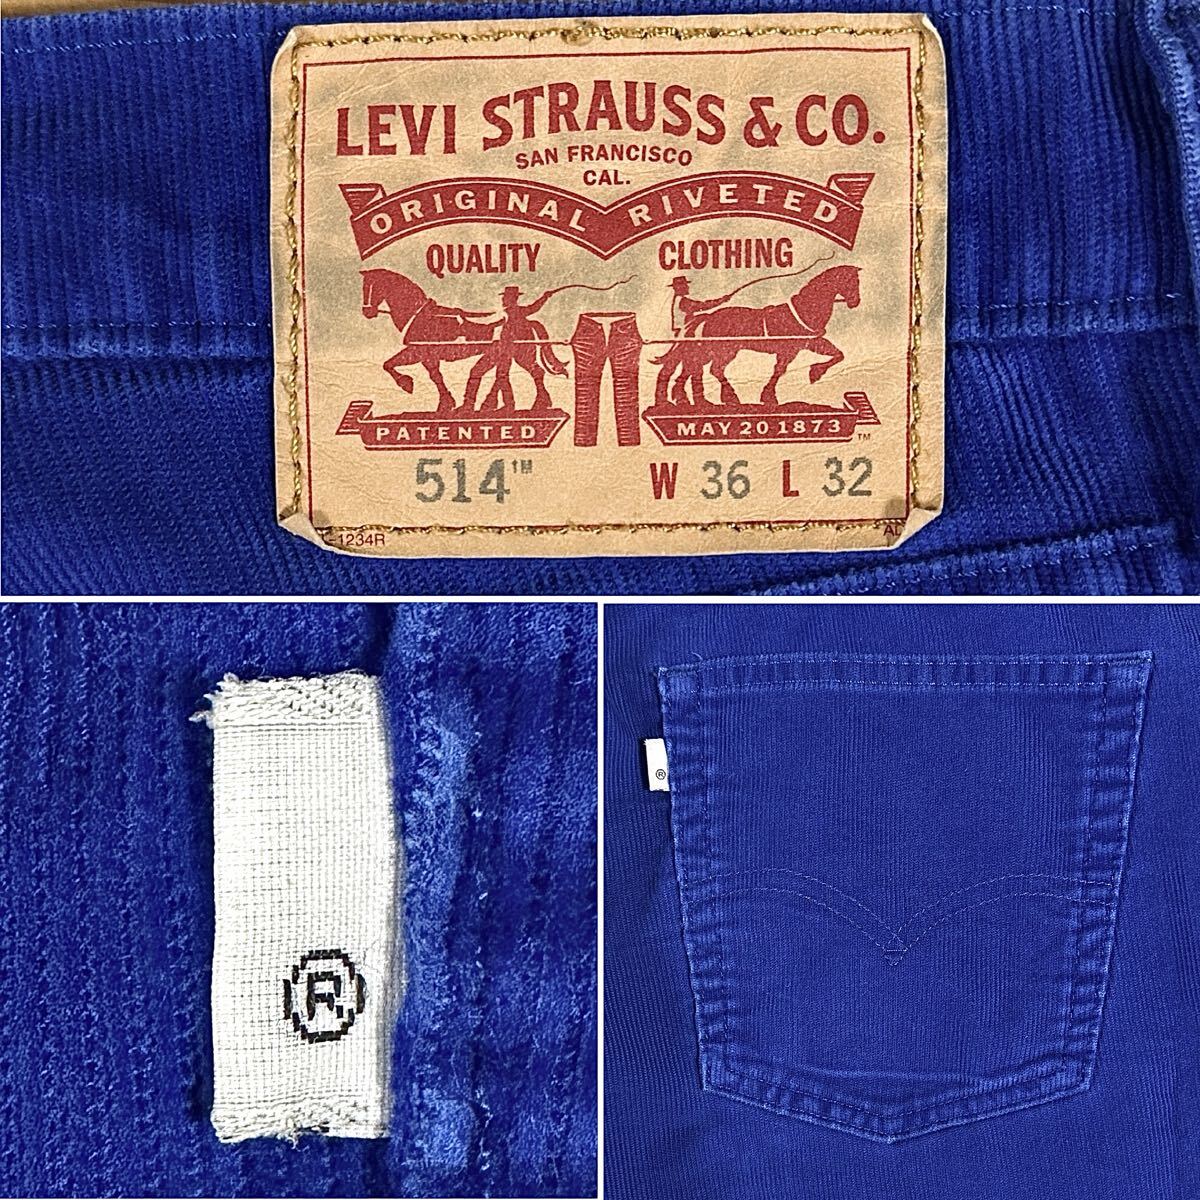 LEVI STRAUSS & CO.
SAN FRANCISCO
CAL.
ORIGINAL RIVETED
QUALITY CLOTHING
PATENTED MAY 20 1873 ™
514™ W 36 L 32
-1234R
®
®